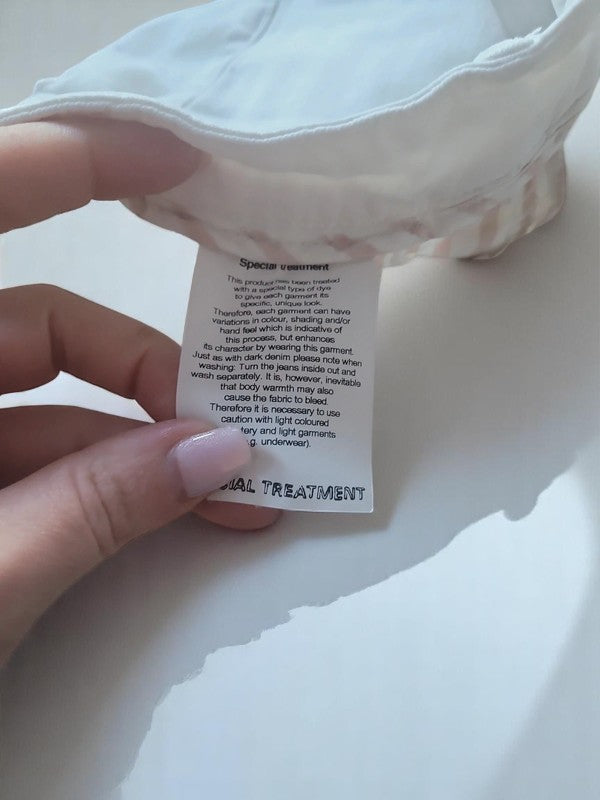 Special treatment
This product has been treated
with a special type of dye
to give each garment its
specific, unique look.
Therefore, each garment can have
variations in colour, shading and/or
hand feel which is indicative of
this process, but enhances
its character by wearing this garment.
Just as with dark denim please note when
washing: Turn the jeans inside out and
wash separately. It is, however, inevitable
that body warmth may also
cause the fabric to bleed.
Therefore it is necessary to use
caution with light coloured
tery and light garments
.g. underwear).
IAL TREATMENT